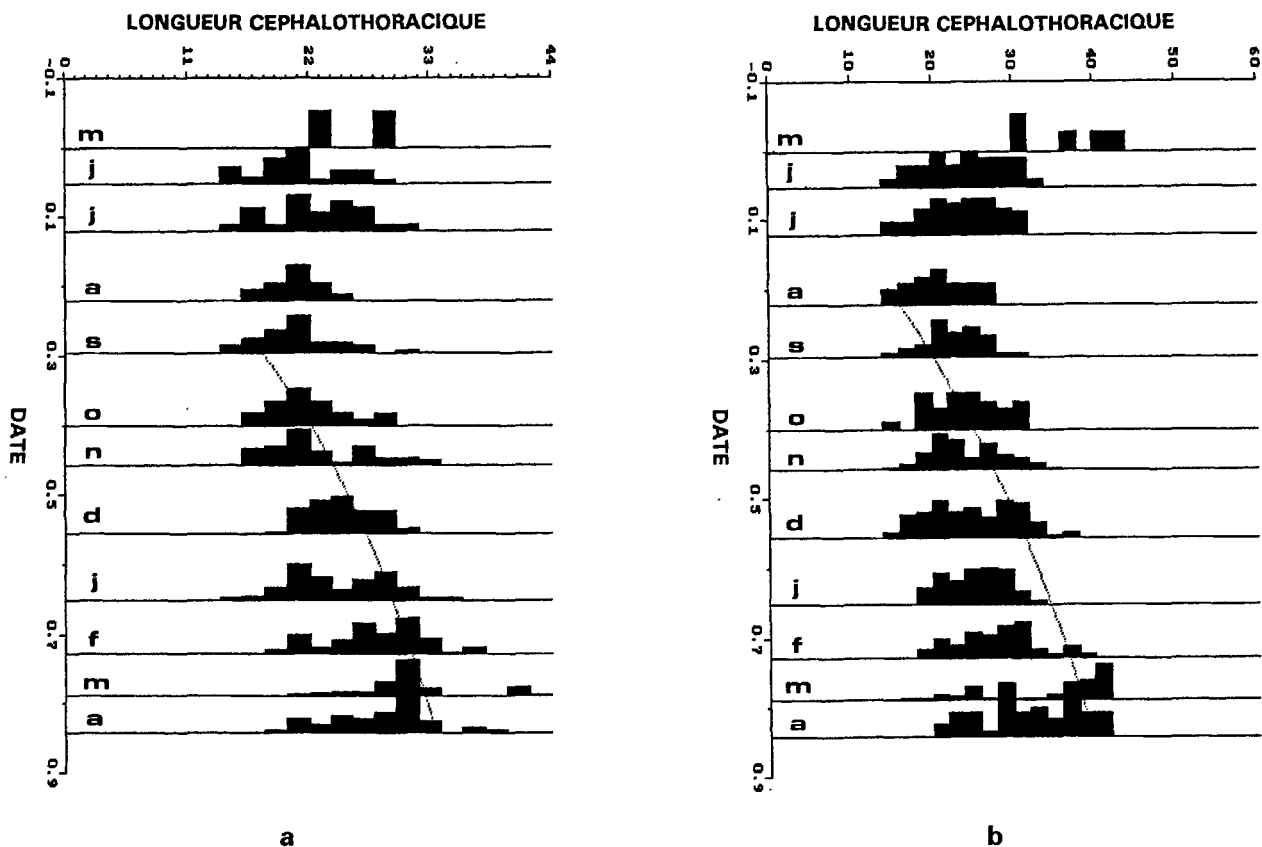 LONGUEUR CEPHALOTHORACIQUE
0 11 22 33 44
-0.1
m
j
j
0.1
a
s
0.3
o
n
0.5
d
j
f
0.7
m
a
0.9
DATE
a
LONGUEUR CEPHALOTHORACIQUE
0 10 20 30 40 50 60
-0.1
m
j
j
0.1
a
s
0.3
o
n
0.5
d
j
f
0.7
m
a
0.9
DATE
b